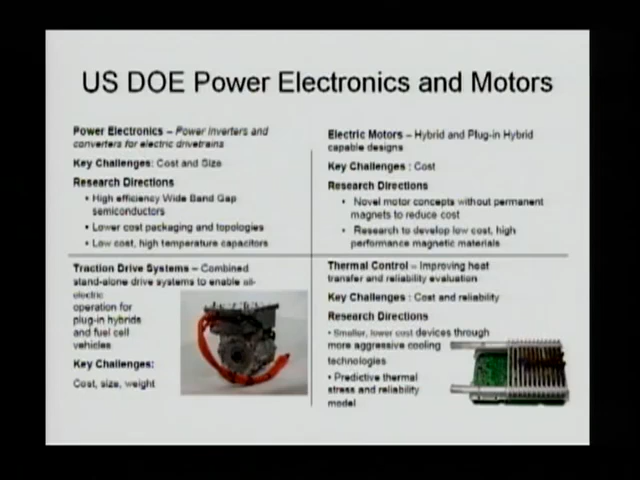 US DOE Power Electronics and Motors
Power Electronics – Power inverters and
converters for electric drivetrains
Key Challenges: Cost and Size
Research Directions
• High efficiency Wide Band Gap
semiconductors
• Lower cost packaging and topologies
• Low cost, high temperature capacitors
Electric Motors – Hybrid and Plug-in Hybrid
capable designs
Key Challenges : Cost
Research Directions
• Novel motor concepts without permanent
magnets to reduce cost
• Research to develop low cost, high
performance magnetic materials
Traction Drive Systems – Combined
stand-alone drive systems to enable all-
electric
operation for
plug-in hybrids
and fuel cell
vehicles
Key Challenges:
Cost, size, weight
Thermal Control – Improving heat
transfer and reliability evaluation
Key Challenges : Cost and reliability
Research Directions
• Smaller, lower cost devices through
more aggressive cooling
technologies
• Predictive thermal
stress and reliability
model